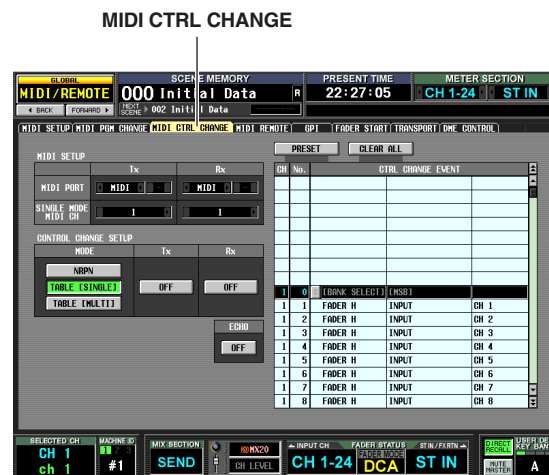 MIDI CTRL CHANGE
GLOBAL SCENE MEMORY PRESENT TIME METER SECTION
MIDI/REMOTE 000 Initial Data R 22:27:05 CH 1-24 ST IN
BACK FORWARD NEXT SCENE 002 Initial Data
MIDI SETUP MIDI PGM CHANGE MIDI CTRL CHANGE MIDI REMOTE GPI FADER START TRANSPORT DME CONTROL
PRESET CLEAR ALL
MIDI SETUP
Tx Rx
MIDI PORT MIDI - MIDI -
SINGLE MODE MIDI CH 1 1
CONTROL CHANGE SETUP
MODE Tx Rx
NRPN
TABLE [SINGLE] OFF OFF
TABLE [MULTI]
ECHO
OFF
CH No. CTRL CHANGE EVENT
1 0 [BANK SELECT] [MSB]
1 1 FADER H INPUT CH 1
1 2 FADER H INPUT CH 2
1 3 FADER H INPUT CH 3
1 4 FADER H INPUT CH 4
1 5 FADER H INPUT CH 5
1 6 FADER H INPUT CH 6
1 7 FADER H INPUT CH 7
1 8 FADER H INPUT CH 8
SELECTED CH MACHINE ID MIX SECTION INPUT CH FADER STATUS ST IN/FXRTN DIRECT RECALL USER DE
KEY BAN
CH 1 1 2 3 SEND MX20 CH 1-24 FADER MODE ST IN
ch 1 #1 CH LEVEL DCA MUTE MASTER A